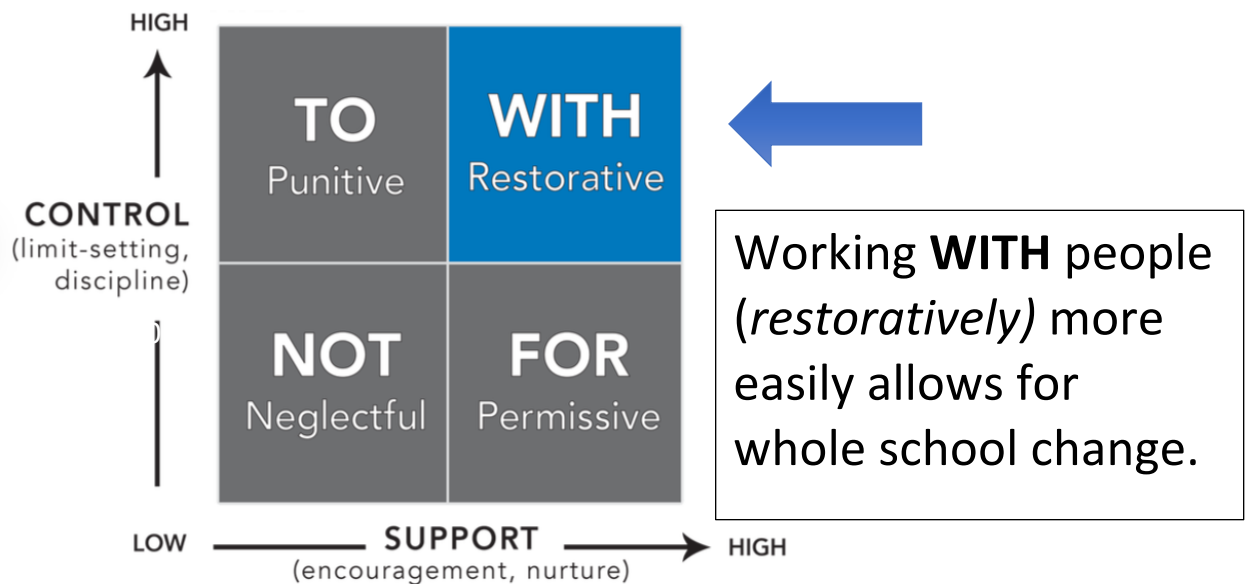 HIGH
TO
Punitive
WITH
Restorative
CONTROL
(limit-setting,
discipline)
NOT
Neglectful
FOR
Permissive
Working WITH people
(restoratively) more
easily allows for
whole school change.
LOW
SUPPORT
HIGH
(encouragement, nurture)